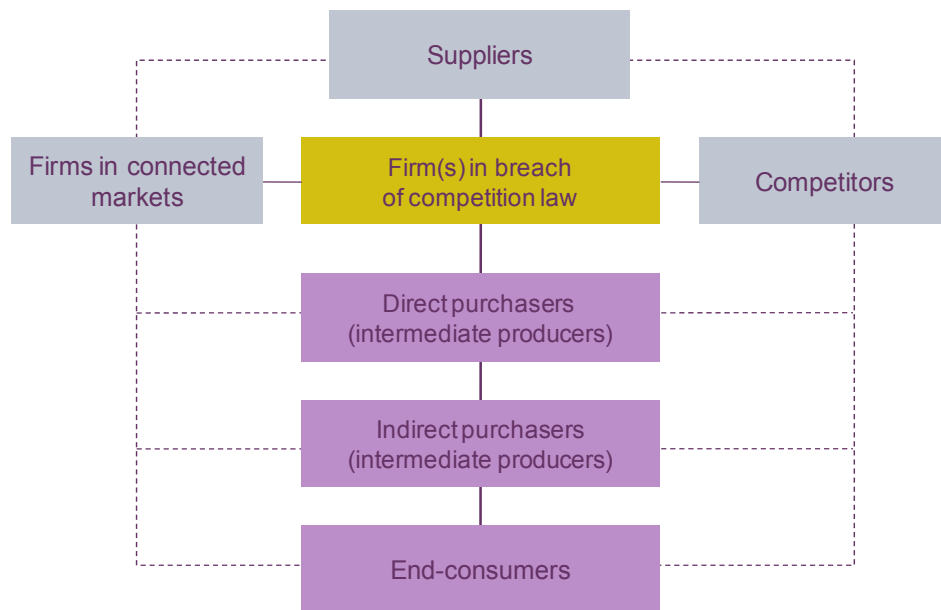 Suppliers
Firms in connected
markets
Firm(s) in breach
of competition law
Competitors
Direct purchasers
(intermediate producers)
Indirect purchasers
(intermediate producers)
End-consumers